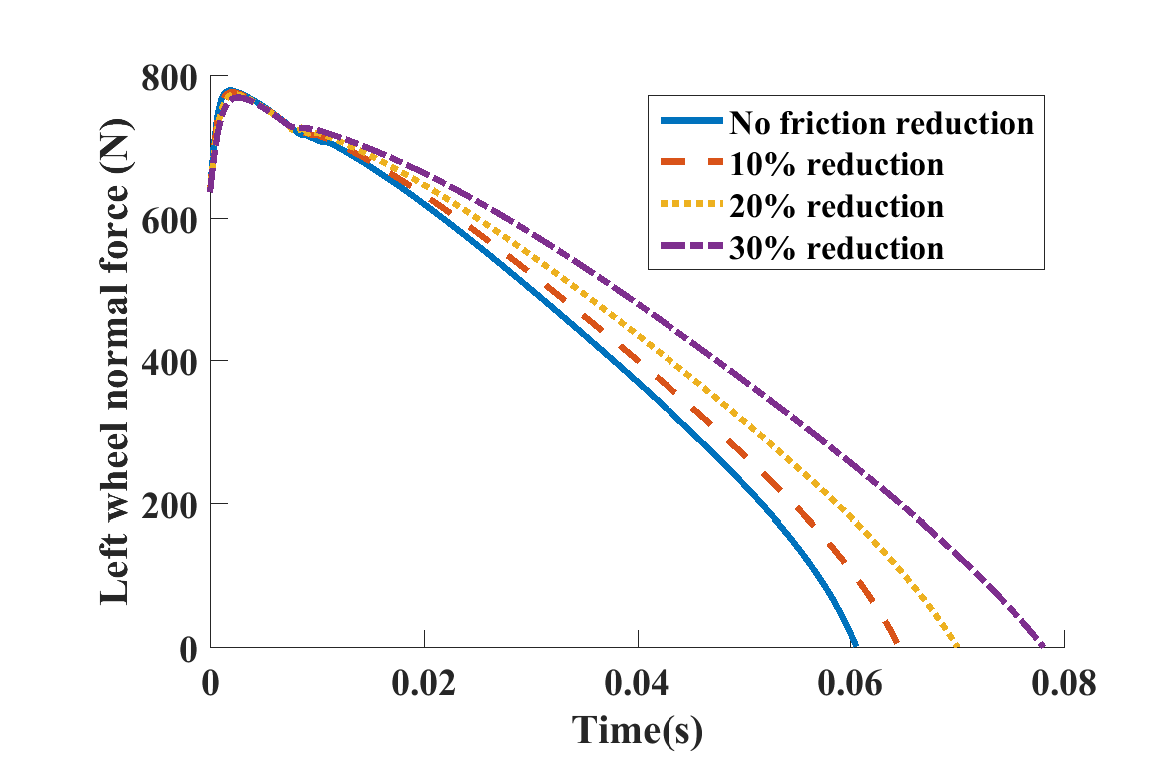 800
600
400
200
0
0
0.02
0.04
0.06
0.08
Left wheel normal force (N)
Time(s)
No friction reduction
10% reduction
20% reduction
30% reduction